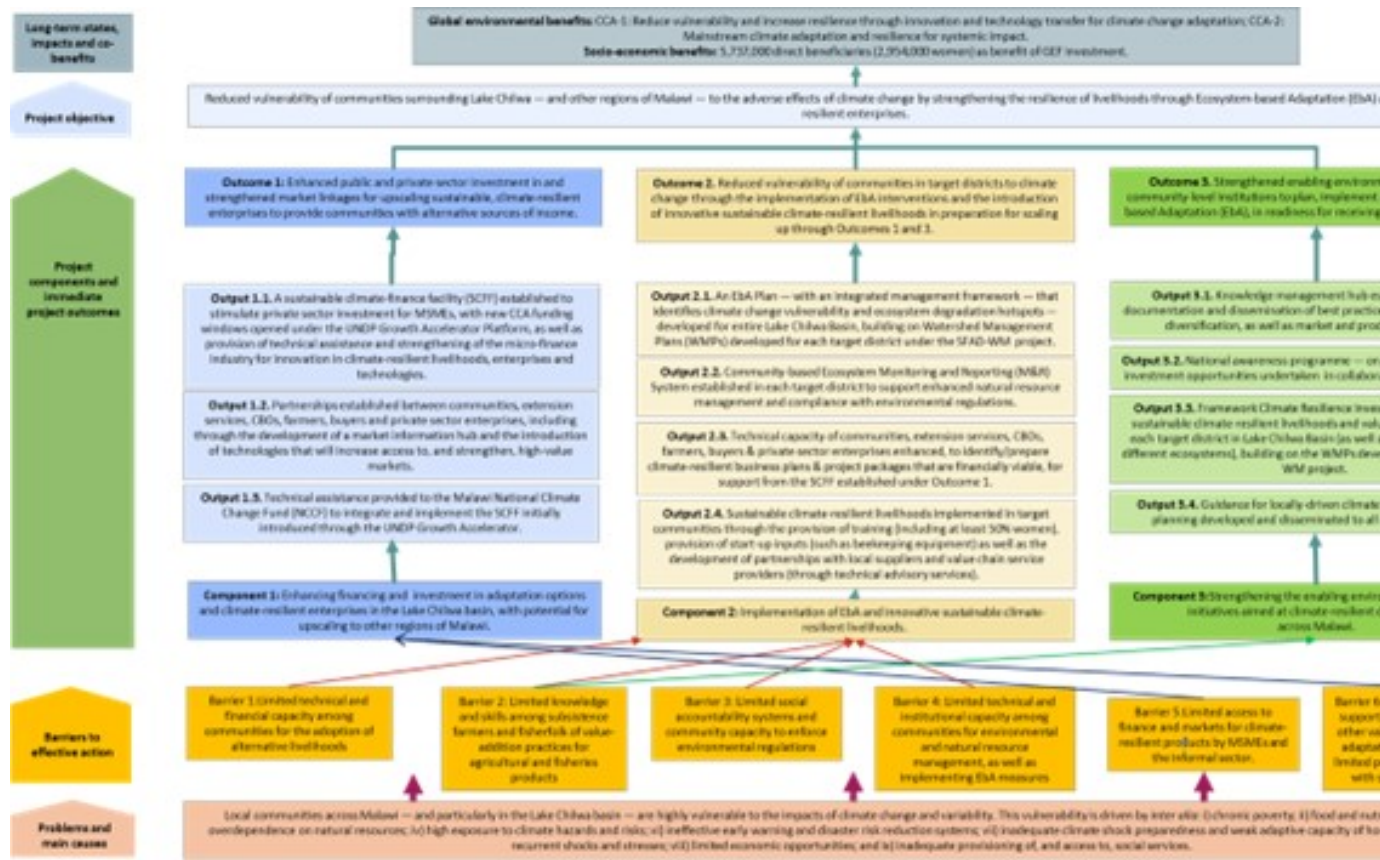 Long-term states,
impacts and co-
benefits
Global environmental benefits: CCA-1: Reduce vulnerability and increase resilience through innovation and technology transfer for climate change adaptation; CCA-2:
Mainstream climate adaptation and resilience for systemic impact.
Socio-economic benefits: 5,737,000 direct beneficiaries (2,954,000 women) as benefit of GEF investment.
Project objective
Reduced vulnerability of communities surrounding Lake Chilwa — and other regions of Malawi — to the adverse effects of climate change by strengthening the resilience of livelihoods through Ecosystem-based Adaptation (EbA)
resilient enterprises.
Project
components and
immediate
project outcomes
Outcome 1: Enhanced public and private sector investment in and
strengthened market linkages for upscaling sustainable, climate-resilient
enterprises to provide communities with alternative sources of income.
Output 1.1. A sustainable climate-finance facility (SCFF) established to
stimulate private sector investment for MSMEs, with new CCA funding
windows opened under the UNDP Growth Accelerator Platform, as well as
provision of technical assistance and strengthening of the micro-finance
industry for innovation in climate-resilient livelihoods, enterprises and
technologies.
Output 1.2. Partnerships established between communities, extension
services, CBOs, farmers, buyers and private sector enterprises, including
through the development of a market information hub and the introduction
of technologies that will increase access to, and strengthen, high-value
markets.
Output 1.3. Technical assistance provided to the Malawi National Climate
Change Fund (NCCF) to integrate and implement the SCFF initially
introduced through the UNDP Growth Accelerator.
Component 1: Enhancing financing and investment in adaptation options
and climate-resilient enterprises in the Lake Chilwa basin, with potential for
upscaling to other regions of Malawi.
Outcome 2. Reduced vulnerability of communities in target districts to climate
change through the implementation of EbA interventions and the introduction
of innovative sustainable climate-resilient livelihoods in preparation for scaling
up through Outcomes 1 and 3.
Output 2.1. An EbA Plan — with an integrated management framework — that
identifies climate change vulnerability and ecosystem degradation hotspots —
developed for entire Lake Chilwa Basin, building on Watershed Management
Plans (WMPs) developed for each target district under the SFAD-WM project.
Output 2.2. Community-based Ecosystem Monitoring and Reporting (M&R)
System established in each target district to support enhanced natural resource
management and compliance with environmental regulations.
Output 2.3. Technical capacity of communities, extension services, CBOs,
farmers, buyers & private sector enterprises enhanced, to identify/prepare
climate-resilient business plans & project packages that are financially viable, for
support from the SCFF established under Outcome 1.
Output 2.4. Sustainable climate-resilient livelihoods implemented in target
communities through the provision of training (including at least 50% women),
provision of start-up inputs (such as beekeeping equipment) as well as the
development of partnerships with local suppliers and value chain service
providers (through technical advisory services).
Component 2: Implementation of EbA and innovative sustainable climate-
resilient livelihoods.
Outcome 3. Strengthened enabling
community-level institutions to plan, implement
based Adaptation (EbA), in readiness for receiving
Output 3.1. Knowledge management hub
documentation and dissemination of best
diversification, as well as market and
Output 3.2. National awareness programme — on
investment opportunities undertaken in
Output 3.3. Framework Climate Resilience
sustainable climate resilient livelihoods and
each target district in Lake Chilwa Basin (as well
different ecosystems), building on the WMPs
WM project.
Output 3.4. Guidance for locally-driven climate
planning developed and disseminated to all
Component 3: Strengthening the enabling
initiatives aimed at climate-resilient
across Malawi.
Barriers to
effective action
Barrier 1: Limited technical and
financial capacity among
communities for the adoption of
alternative livelihoods
Barrier 2: Limited knowledge
and skills among subsistence
farmers and fisherfolk of value-
addition practices for
agricultural and fisheries
products
Barrier 3: Limited social
accountability systems and
community capacity to enforce
environmental regulations
Barrier 4: Limited technical and
institutional capacity among
communities for environmental
and natural resource
management, as well as
implementing EbA measures
Barrier 5: Limited access to
finance and markets for climate-
resilient products by MSMEs and
the informal sector.
Barrier
support
other
limited
with
Problems and
main causes
Local communities across Malawi — and particularly in the Lake Chilwa basin — are highly vulnerable to the impacts of climate change and variability. This vulnerability is driven by inter alia: i) chronic poverty; ii) food and
overdependence on natural resources; iv) high exposure to climate hazards and risks; vi) ineffective early warning and disaster risk reduction systems; vii) inadequate climate shock preparedness and weak adaptive capacity of
recurrent shocks and stresses; viii) limited economic opportunities; and ix) inadequate provisioning of, and access to, social services.